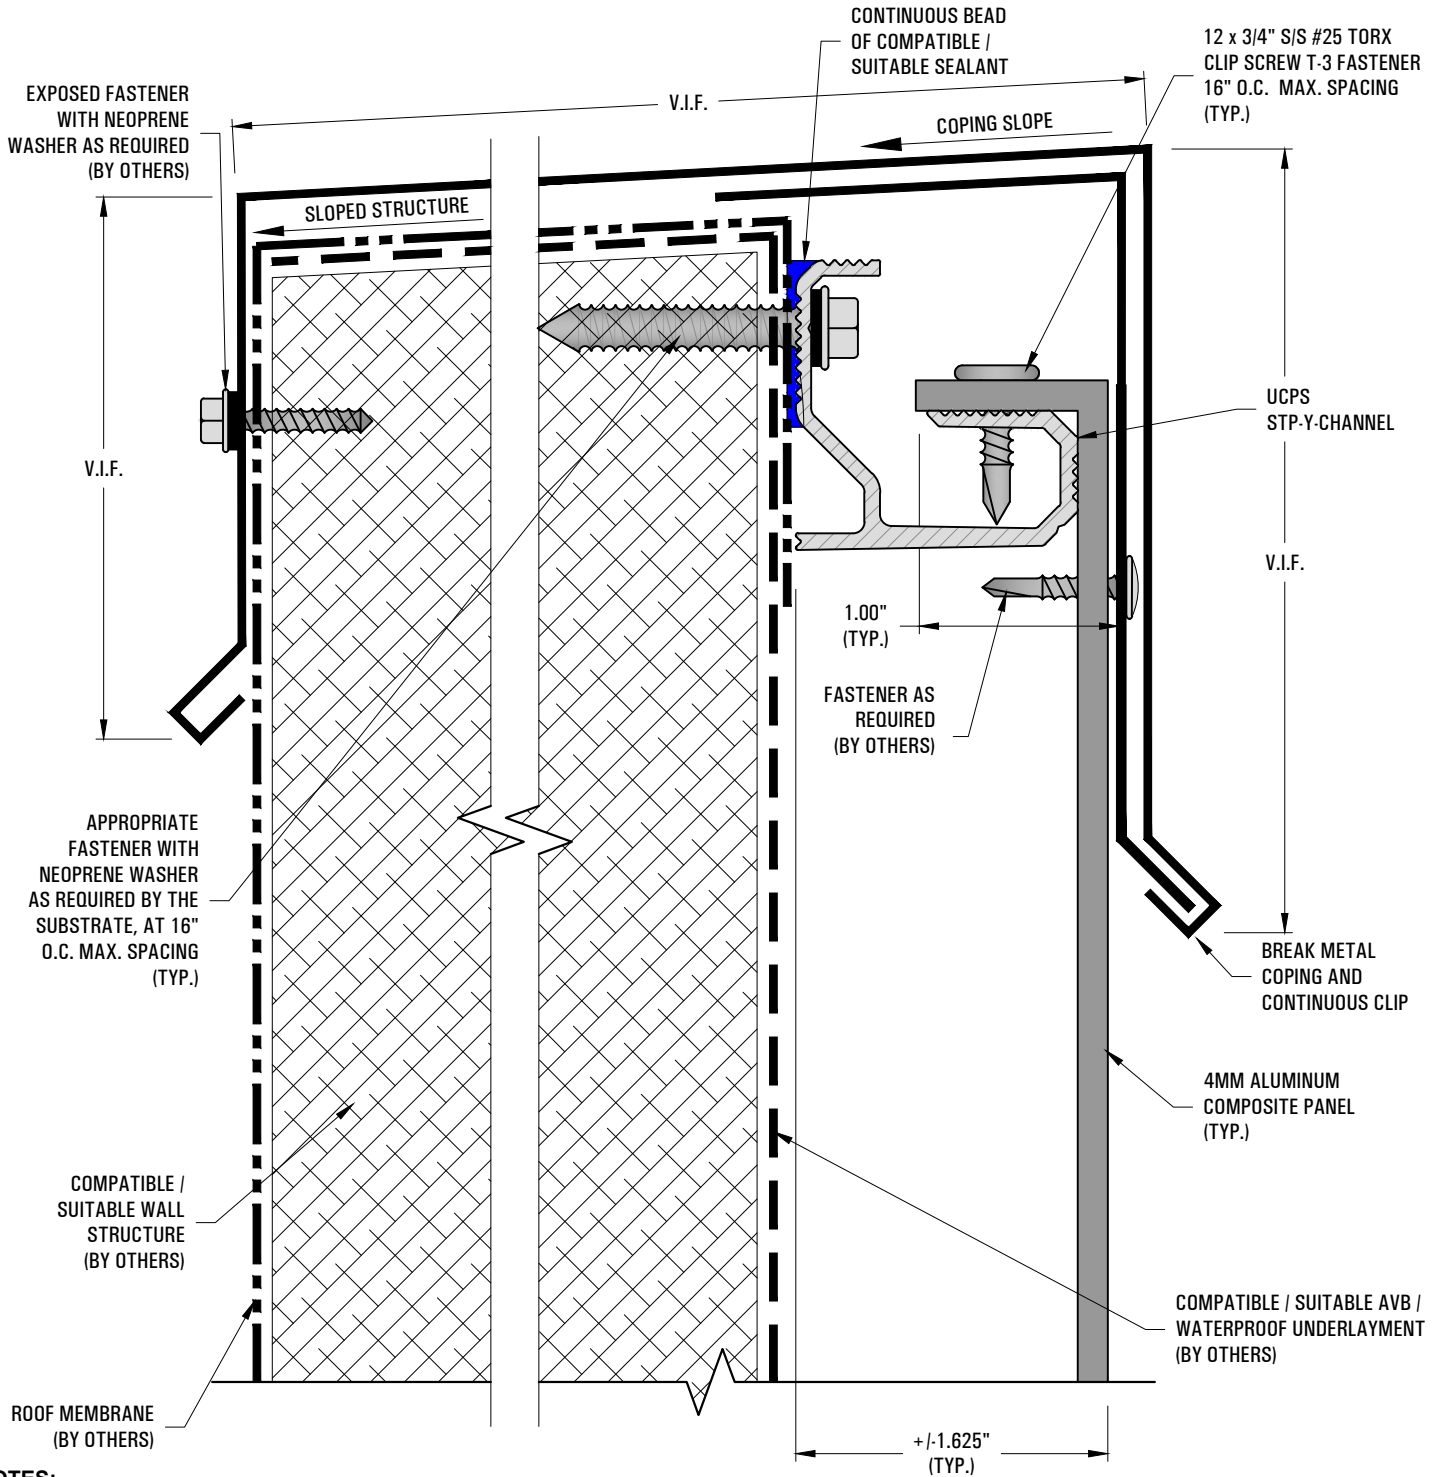 CONTINUOUS BEAD
OF COMPATIBLE /
SUITABLE SEALANT
12 x 3/4" S/S #25 TORX
CLIP SCREW T-3 FASTENER
16" O.C.  MAX. SPACING
(TYP.)
EXPOSED FASTENER
WITH NEOPRENE
WASHER AS REQUIRED
(BY OTHERS)
V.I.F.
COPING SLOPE
SLOPED STRUCTURE
UCPS
STP-Y-CHANNEL
V.I.F.
V.I.F.
1.00"
(TYP.)
FASTENER AS
REQUIRED
(BY OTHERS)
APPROPRIATE
FASTENER WITH
NEOPRENE WASHER
AS REQUIRED BY THE
SUBSTRATE, AT 16"
O.C. MAX. SPACING
(TYP.)
BREAK METAL
COPING AND
CONTINUOUS CLIP
4MM ALUMINUM
COMPOSITE PANEL
(TYP.)
COMPATIBLE /
SUITABLE WALL
STRUCTURE
(BY OTHERS)
COMPATIBLE / SUITABLE AVB /
WATERPROOF UNDERLAYMENT
(BY OTHERS)
ROOF MEMBRANE
(BY OTHERS)
+/-1.625"
(TYP.)